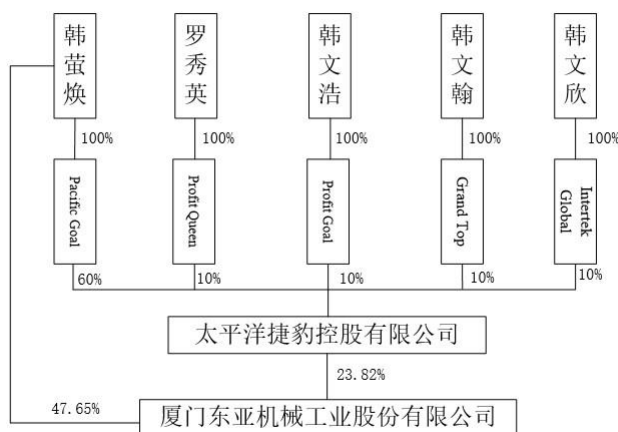 韩萤焕
罗秀英
韩文浩
韩文翰
韩文欣
100%
100%
100%
100%
100%
Pacific Goal
Profit Queen
Profit Goal
Grand Top
Intertek
Global
60%
10%
10%
10%
10%
太平洋捷豹控股有限公司
23.82%
47.65%
厦门东亚机械工业股份有限公司